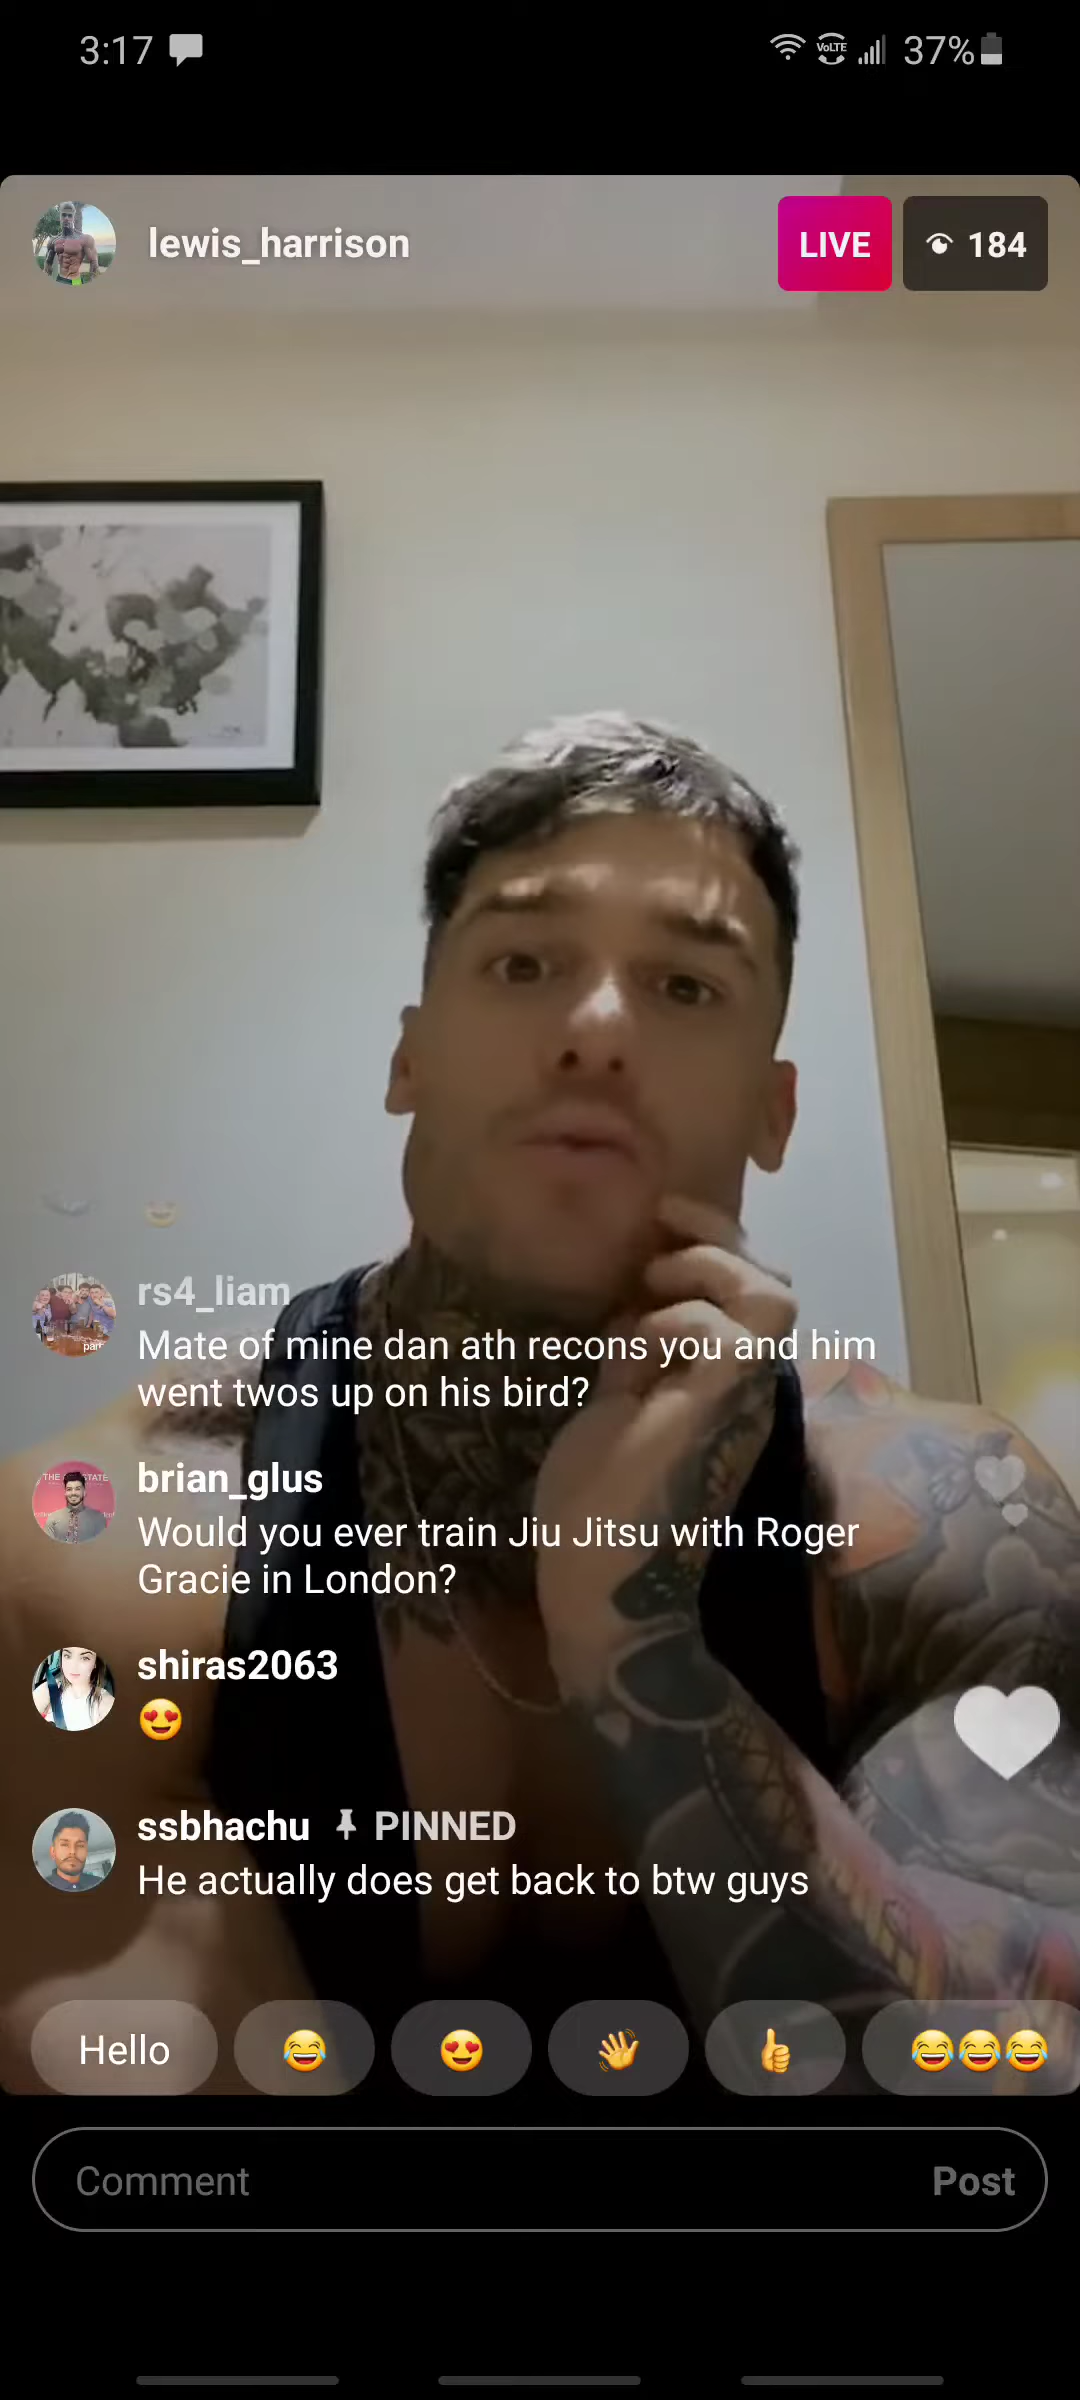 3:17
VoLTE
37%
lewis_harrison
LIVE
184
rs4_liam
Mate of mine dan ath recons you and him
went twos up on his bird?
brian_glus
Would you ever train Jiu Jitsu with Roger
Gracie in London?
shiras2063
😍
ssbhachu PINNED
He actually does get back to btw guys
Hello 😂 😍 👋 👍 😂😂😂
Comment
Post